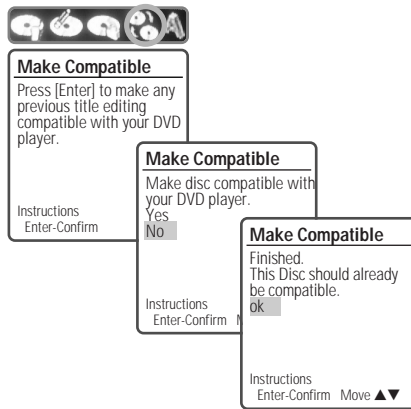 Make Compatible
Press [Enter] to make any
previous title editing
compatible with your DVD
player.
Instructions
Enter-Confirm
Make Compatible
Make disc compatible with
your DVD player.
Yes
No
Instructions
Enter-Confirm
Make Compatible
Finished.
This Disc should already
be compatible.
ok
Instructions
Enter-Confirm Move ▲▼